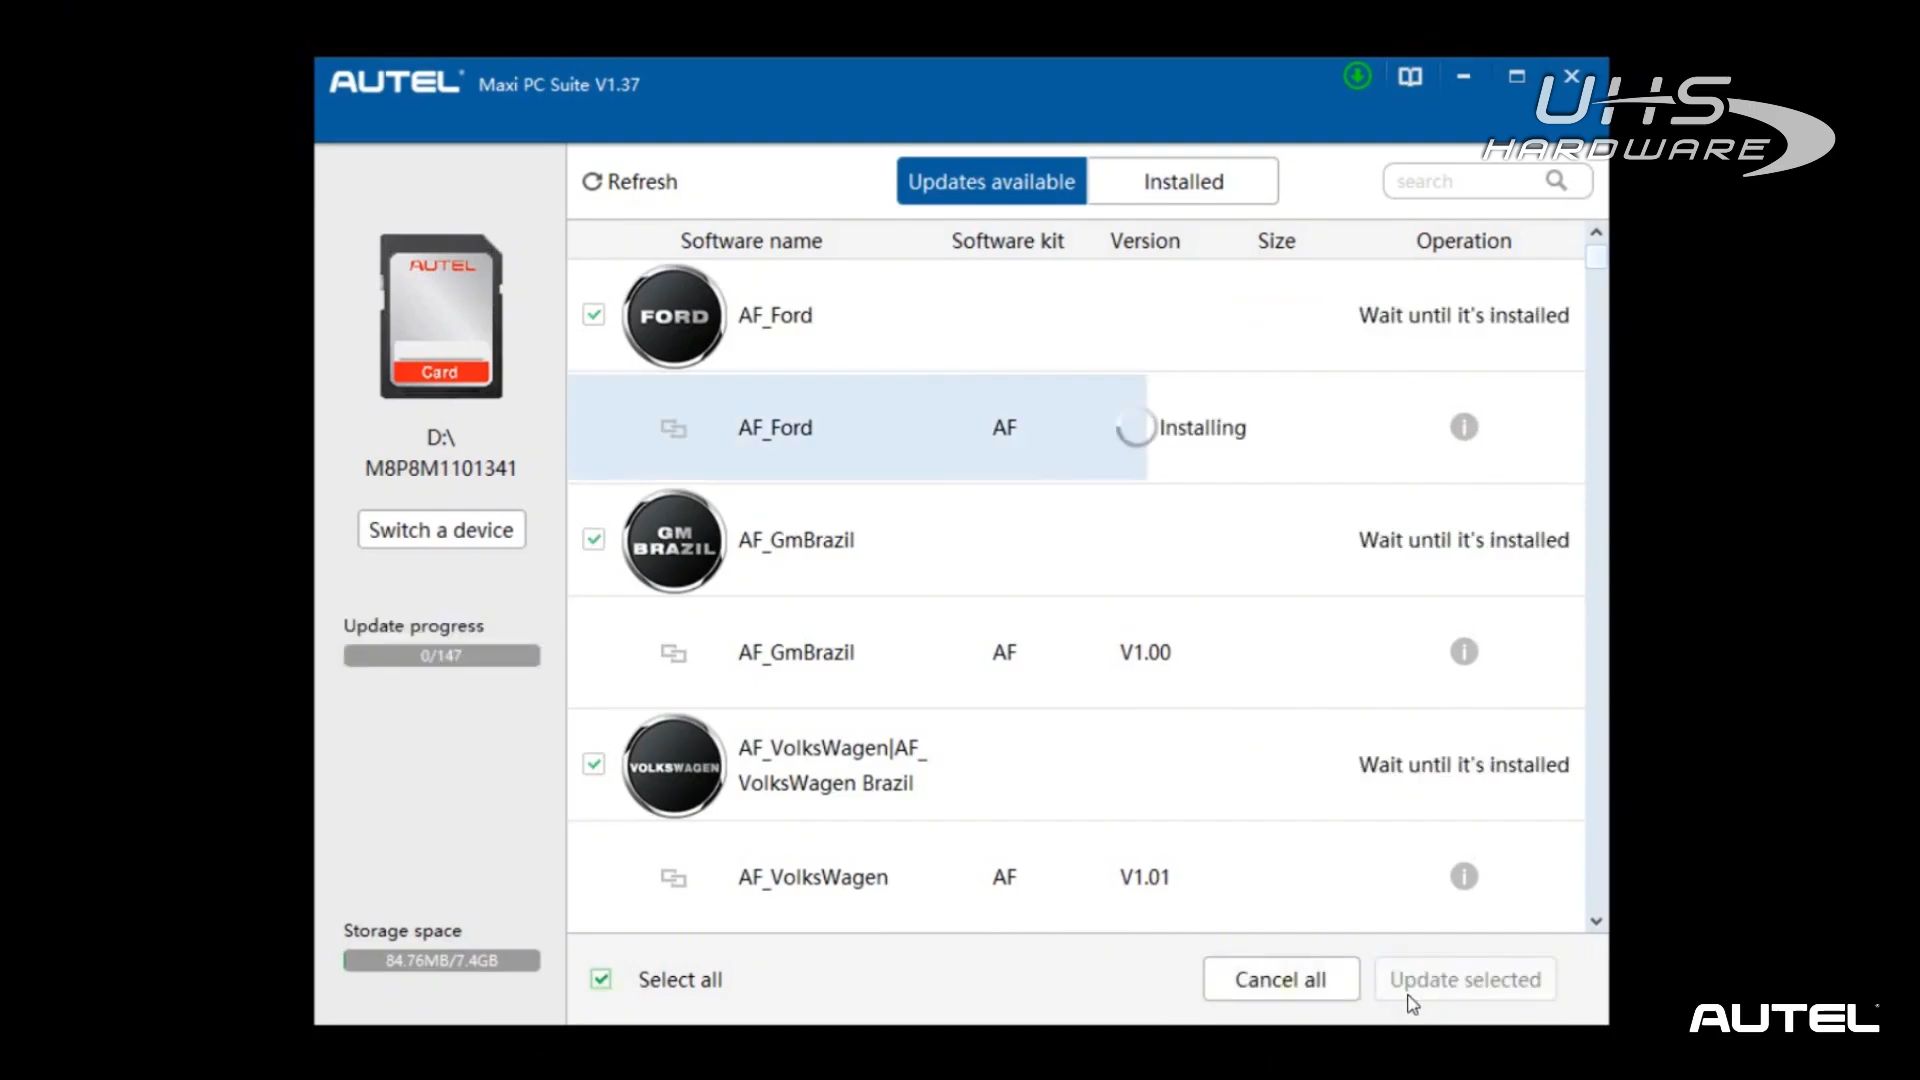 AUTEL Maxi PC Suite V1.37
UHS
HARDWARE
Refresh Updates available Installed search
Software name Software kit Version Size Operation
AUTEL
Card
D:\
M8P8M1101341
Switch a device
Update progress
0/147
Storage space
84.76MB/7.4GB
FORD AF_Ford Wait until it's installed
AF_Ford AF Installing
GM
BRAZIL AF_GmBrazil Wait until it's installed
AF_GmBrazil AF V1.00
VOLKSWAGEN AF_VolksWagen|AF_
VolksWagen Brazil Wait until it's installed
AF_VolksWagen AF V1.01
Select all Cancel all Update selected
AUTEL